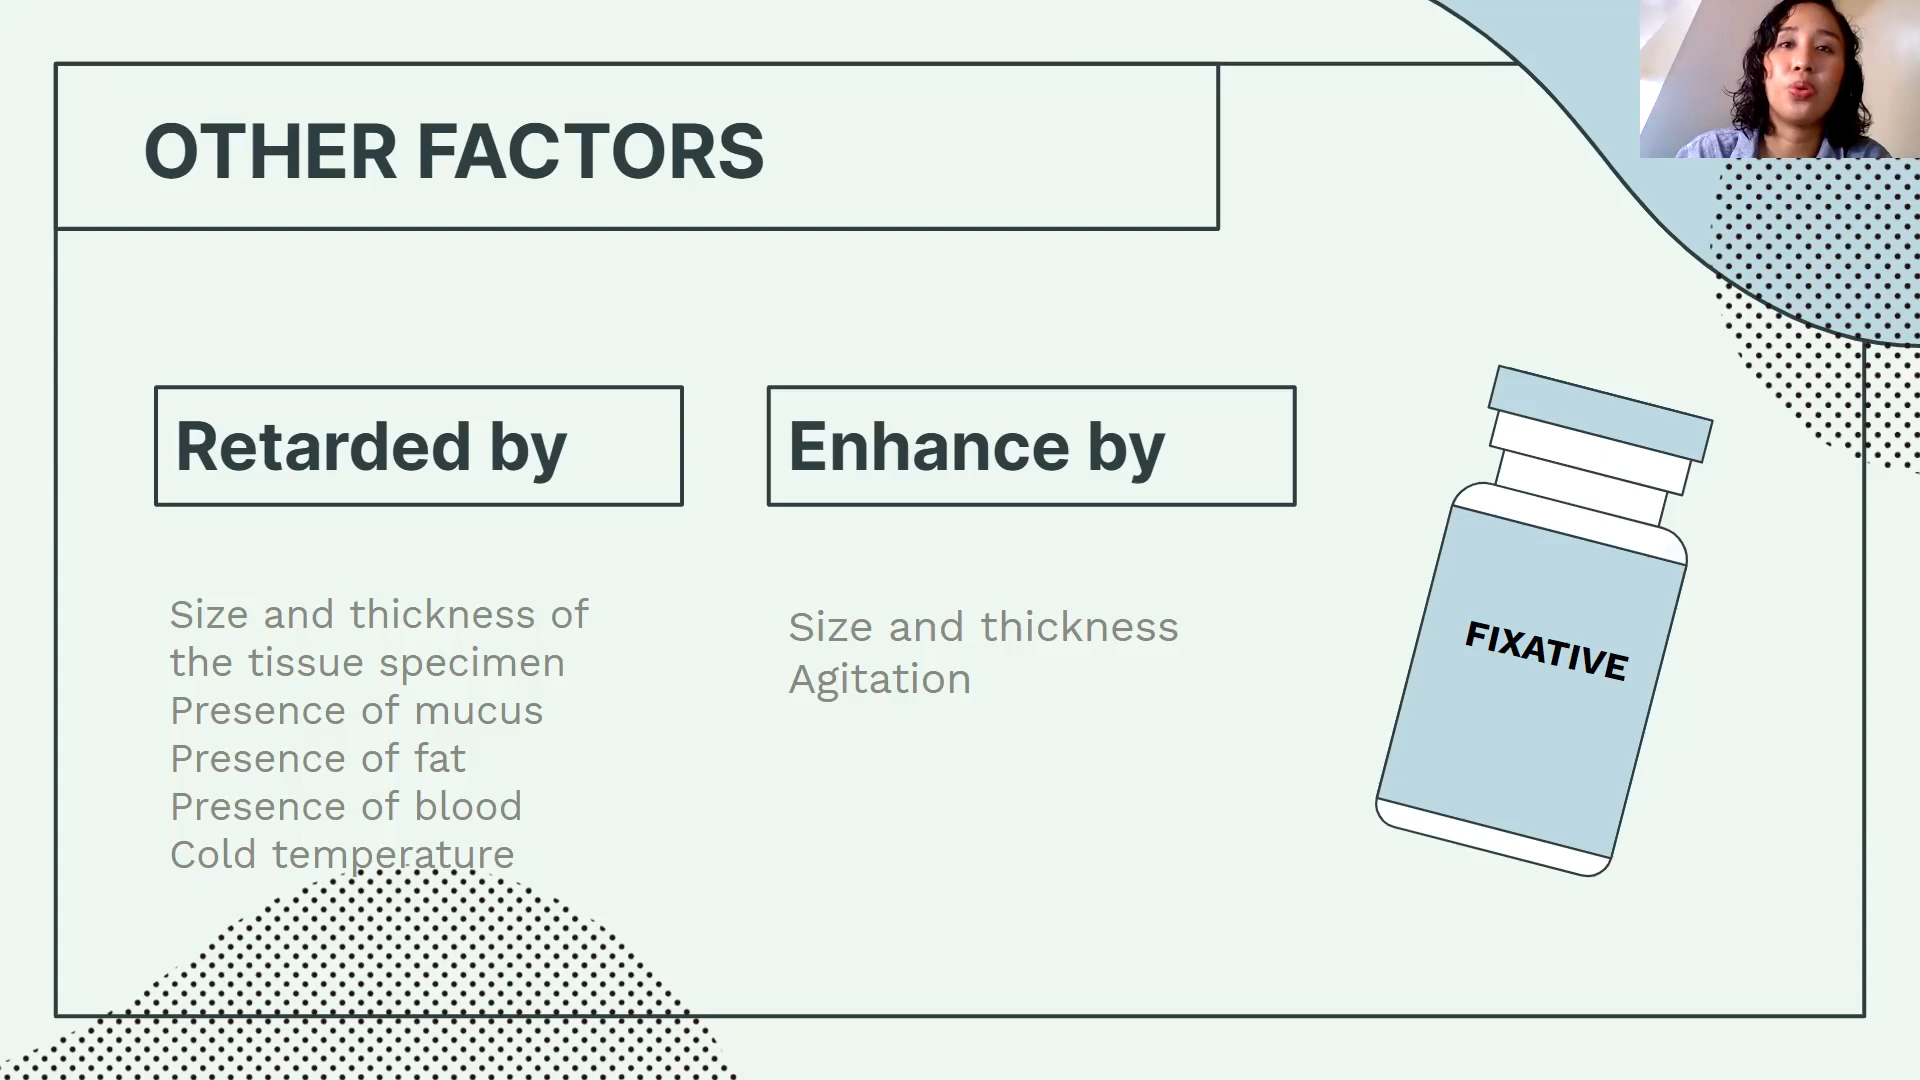 OTHER FACTORS
Retarded by
Size and thickness of
the tissue specimen
Presence of mucus
Presence of fat
Presence of blood
Cold temperature
Enhance by
Size and thickness
Agitation
FIXATIVE